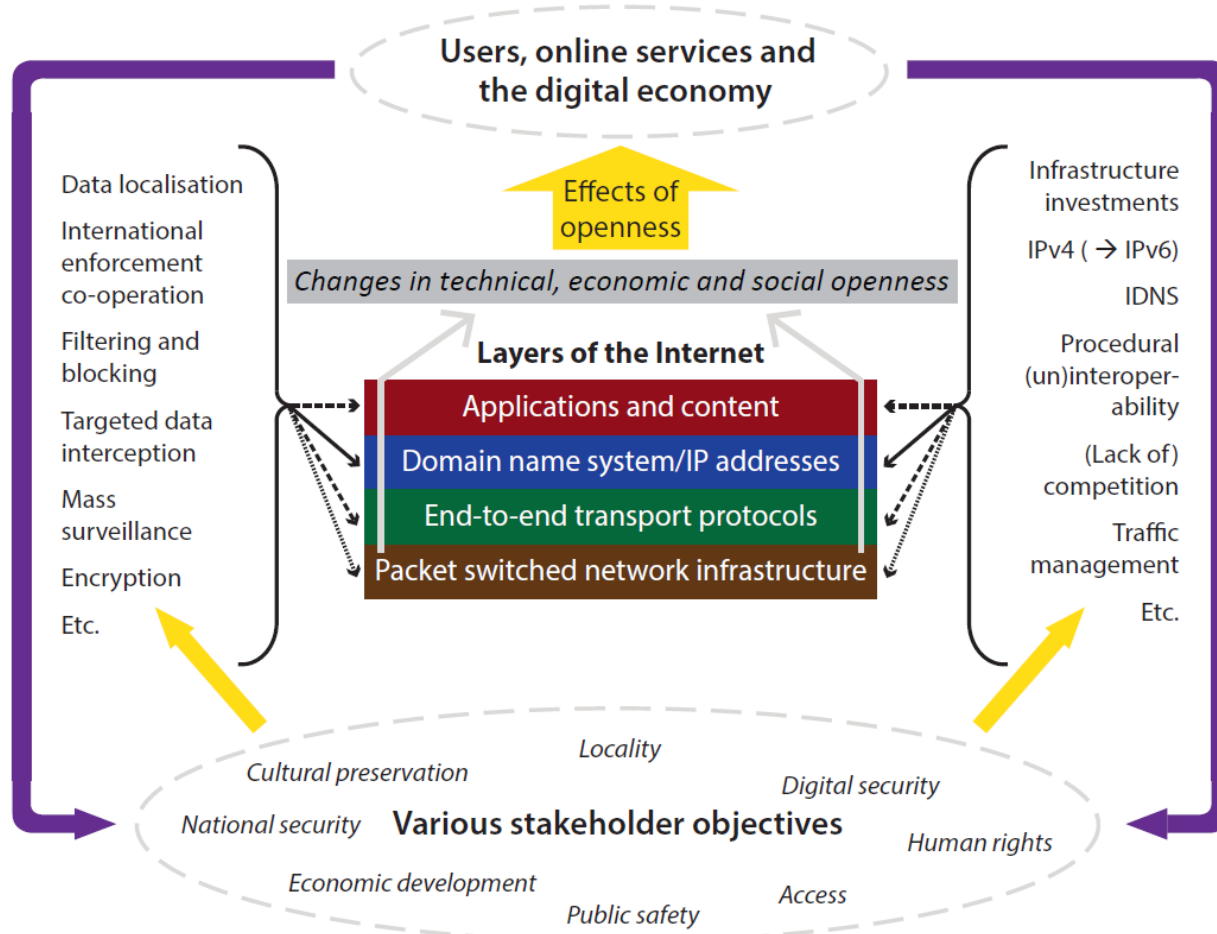 Users, online services and
the digital economy
Effects of
openness
Changes in technical, economic and social openness
Data localisation
International
enforcement
co-operation
Filtering and
blocking
Targeted data
interception
Mass
surveillance
Encryption
Etc.
Layers of the Internet
Applications and content
Domain name system/IP addresses
End-to-end transport protocols
Packet switched network infrastructure
Infrastructure
investments
IPv4 ( → IPv6)
IDNS
Procedural
(un)interoper-
ability
(Lack of)
competition
Traffic
management
Etc.
Locality
Cultural preservation
Digital security
National security
Various stakeholder objectives
Human rights
Economic development
Access
Public safety